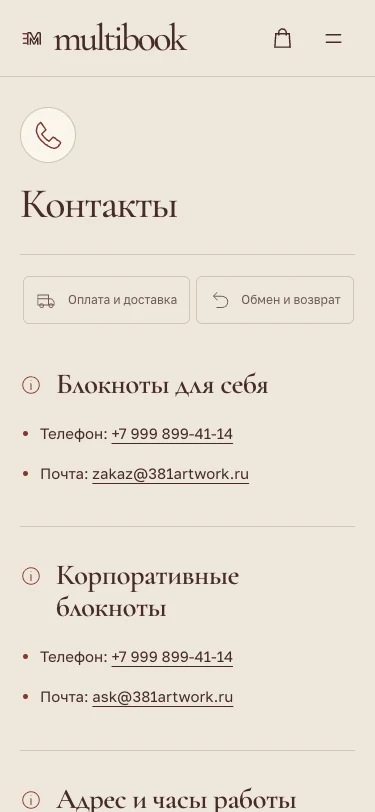 multibook
Контакты
Оплата и доставка
Обмен и возврат
Блокноты для себя
Телефон: +7 999 899-41-14
Почта: zakaz@381artwork.ru
Корпоративные
блокноты
Телефон: +7 999 899-41-14
Почта: ask@381artwork.ru
Адрес и часы работы